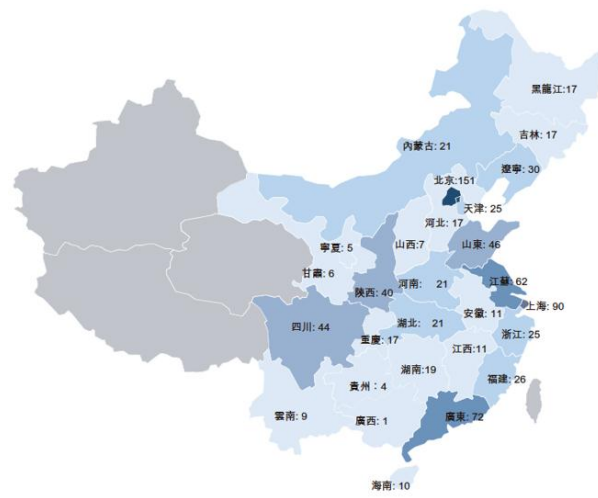 黑龍江:17
吉林: 17
內蒙古: 21
遼寧: 30
北京:151
天津: 25
河北: 17
寧夏: 5
山西:7
山東: 46
甘肅: 6
陝西: 40
河南: 21
江蘇: 62
上海: 90
四川: 44
湖北: 21
安徽: 11
重慶: 17
浙江: 25
江西:11
湖南:19
福建: 26
貴州：4
雲南: 9
廣西: 1
廣東: 72
海南: 10